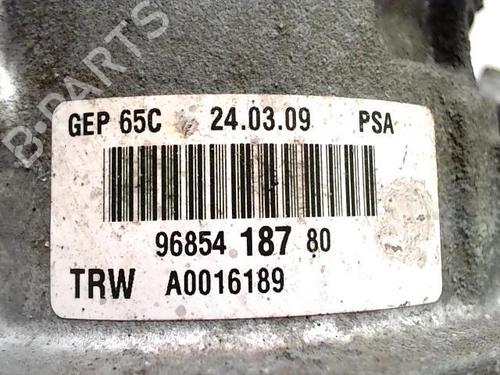 B-PARTS
GEP 65C 24.03.09 PSA
96854 187 80
TRW A0016189